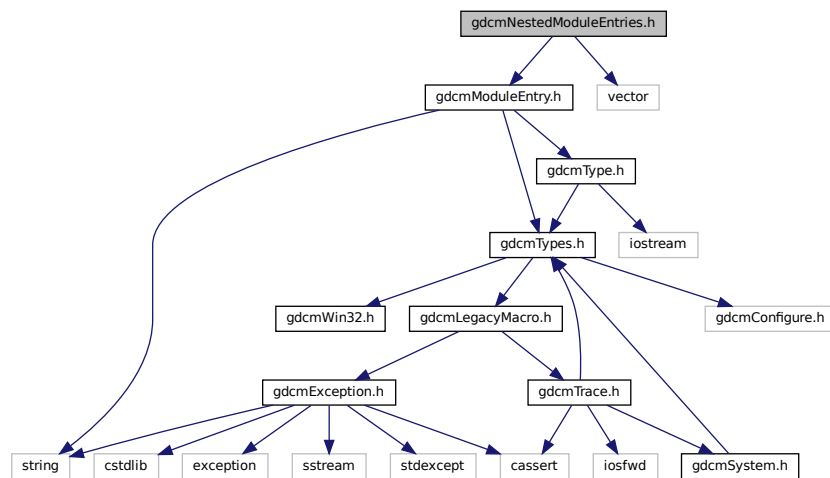 gdcmNestedModuleEntries.h
gdcmModuleEntry.h
vector
gdcmType.h
gdcmTypes.h
iostream
gdcmWin32.h
gdcmLegacyMacro.h
gdcmConfigure.h
gdcmException.h
gdcmTrace.h
string
cstdlib
exception
sstream
stdexcept
cassert
iosfwd
gdcmSystem.h